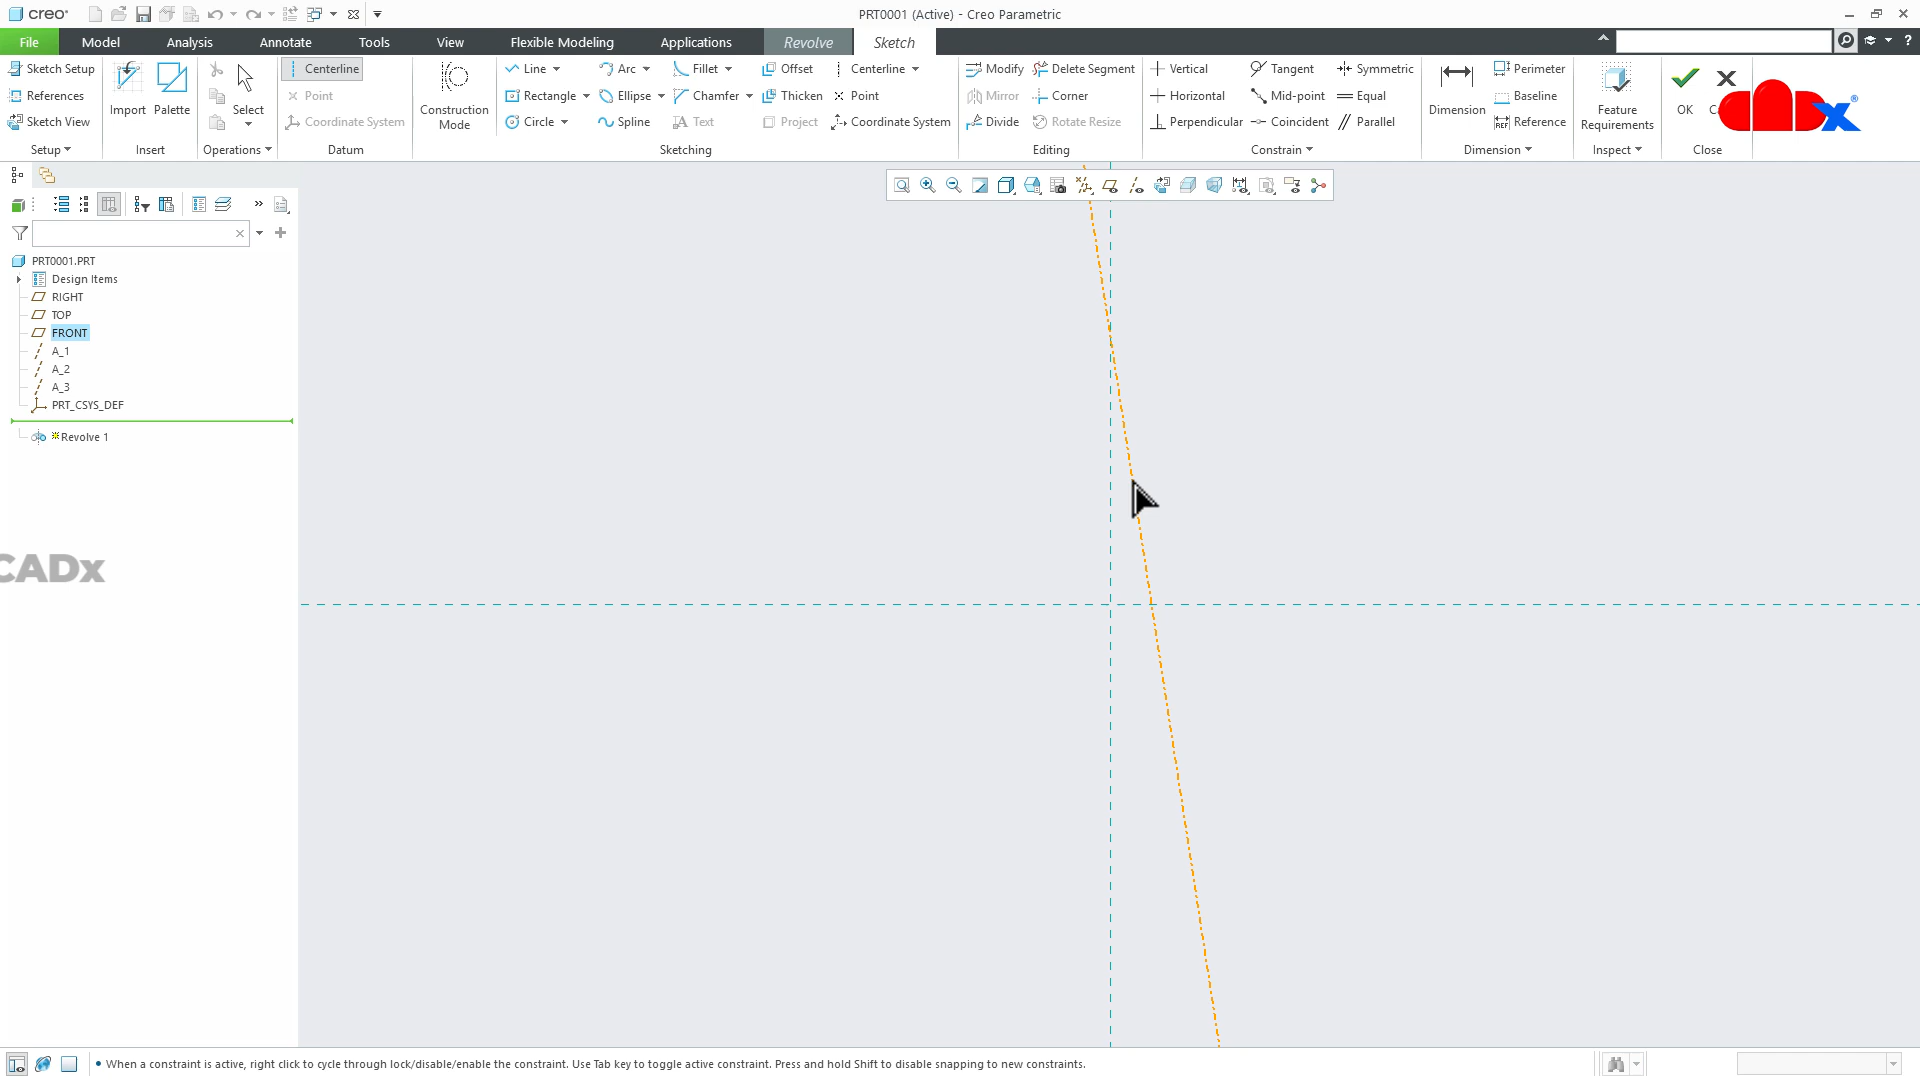 creo
PRT0001 (Active) - Creo Parametric
File Model Analysis Annotate Tools View Flexible Modeling Applications Revolve Sketch
Sketch Setup
References
Sketch View
Setup
Import Palette
Insert
Select
Operations
Centerline
Point
Coordinate System
Datum
Construction
Mode
Line Arc Fillet Offset Centerline
Rectangle Ellipse Chamfer Thicken Point
Circle Spline Text Project Coordinate System
Sketching
Modify Delete Segment
Mirror Corner
Divide Rotate Resize
Editing
Vertical Tangent Symmetric
Horizontal Mid-point Equal
Perpendicular Coincident Parallel
Constrain
Dimension
Perimeter
Baseline
REF Reference
Dimension
Feature
Requirements
Inspect
OK
Close
CADx®
PRT0001.PRT
Design Items
RIGHT
TOP
FRONT
A_1
A_2
A_3
PRT_CSYS_DEF
Revolve 1
CADx
• When a constraint is active, right click to cycle through lock/disable/enable the constraint. Use Tab key to toggle active constraint. Press and hold Shift to disable snapping to new constraints.